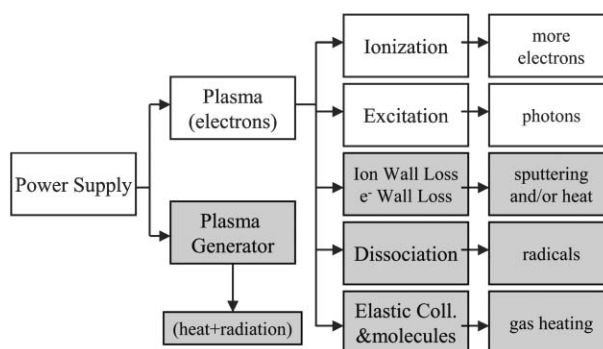 Power Supply
Plasma
(electrons)
Plasma
Generator
(heat+radiation)
Ionization
more
electrons
Excitation
photons
Ion Wall Loss
e- Wall Loss
sputtering
and/or heat
Dissociation
radicals
Elastic Coll.
&molecules
gas heating